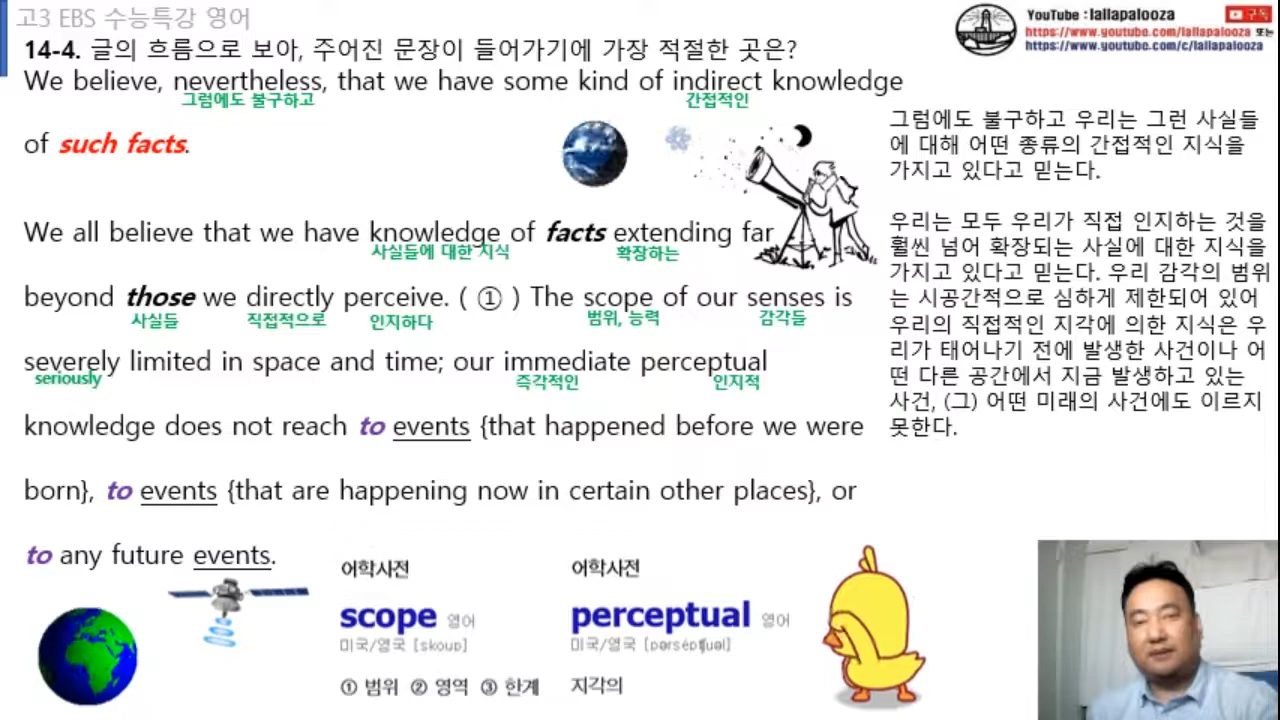 고3 EBS 수능특강 영어
YouTube : lallapalooza
구독
https://www.youtube.com/lallapalooza 또는
https://www.youtube.com/c/lallapalooza
14-4. 글의 흐름으로 보아, 주어진 문장이 들어가기에 가장 적절한 곳은?
We believe, nevertheless, that we have some kind of indirect knowledge
그럼에도 불구하고 간접적인
of such facts.
We all believe that we have knowledge of facts extending far
사실들에 대한 지식 확장하는
beyond those we directly perceive. ( ① ) The scope of our senses is
사실들 직접적으로 인지하다 범위, 능력 감각들
severely limited in space and time; our immediate perceptual
seriously 즉각적인 인지적
knowledge does not reach to events {that happened before we were
born}, to events {that are happening now in certain other places}, or
to any future events.
그럼에도 불구하고 우리는 그런 사실들
에 대해 어떤 종류의 간접적인 지식을
가지고 있다고 믿는다.
우리는 모두 우리가 직접 인지하는 것을
훨씬 넘어 확장되는 사실에 대한 지식을
가지고 있다고 믿는다. 우리 감각의 범위
는 시공간적으로 심하게 제한되어 있어
우리의 직접적인 지각에 의한 지식은 우
리가 태어나기 전에 발생한 사건이나 어
떤 다른 공간에서 지금 발생하고 있는
사건, (그) 어떤 미래의 사건에도 이르지
못한다.
어학사전
scope 영어
미국/영국 [skoup]
① 범위 ② 영역 ③ 한계
어학사전
perceptual 영어
미국/영국 [pərséptʃuəl]
지각의